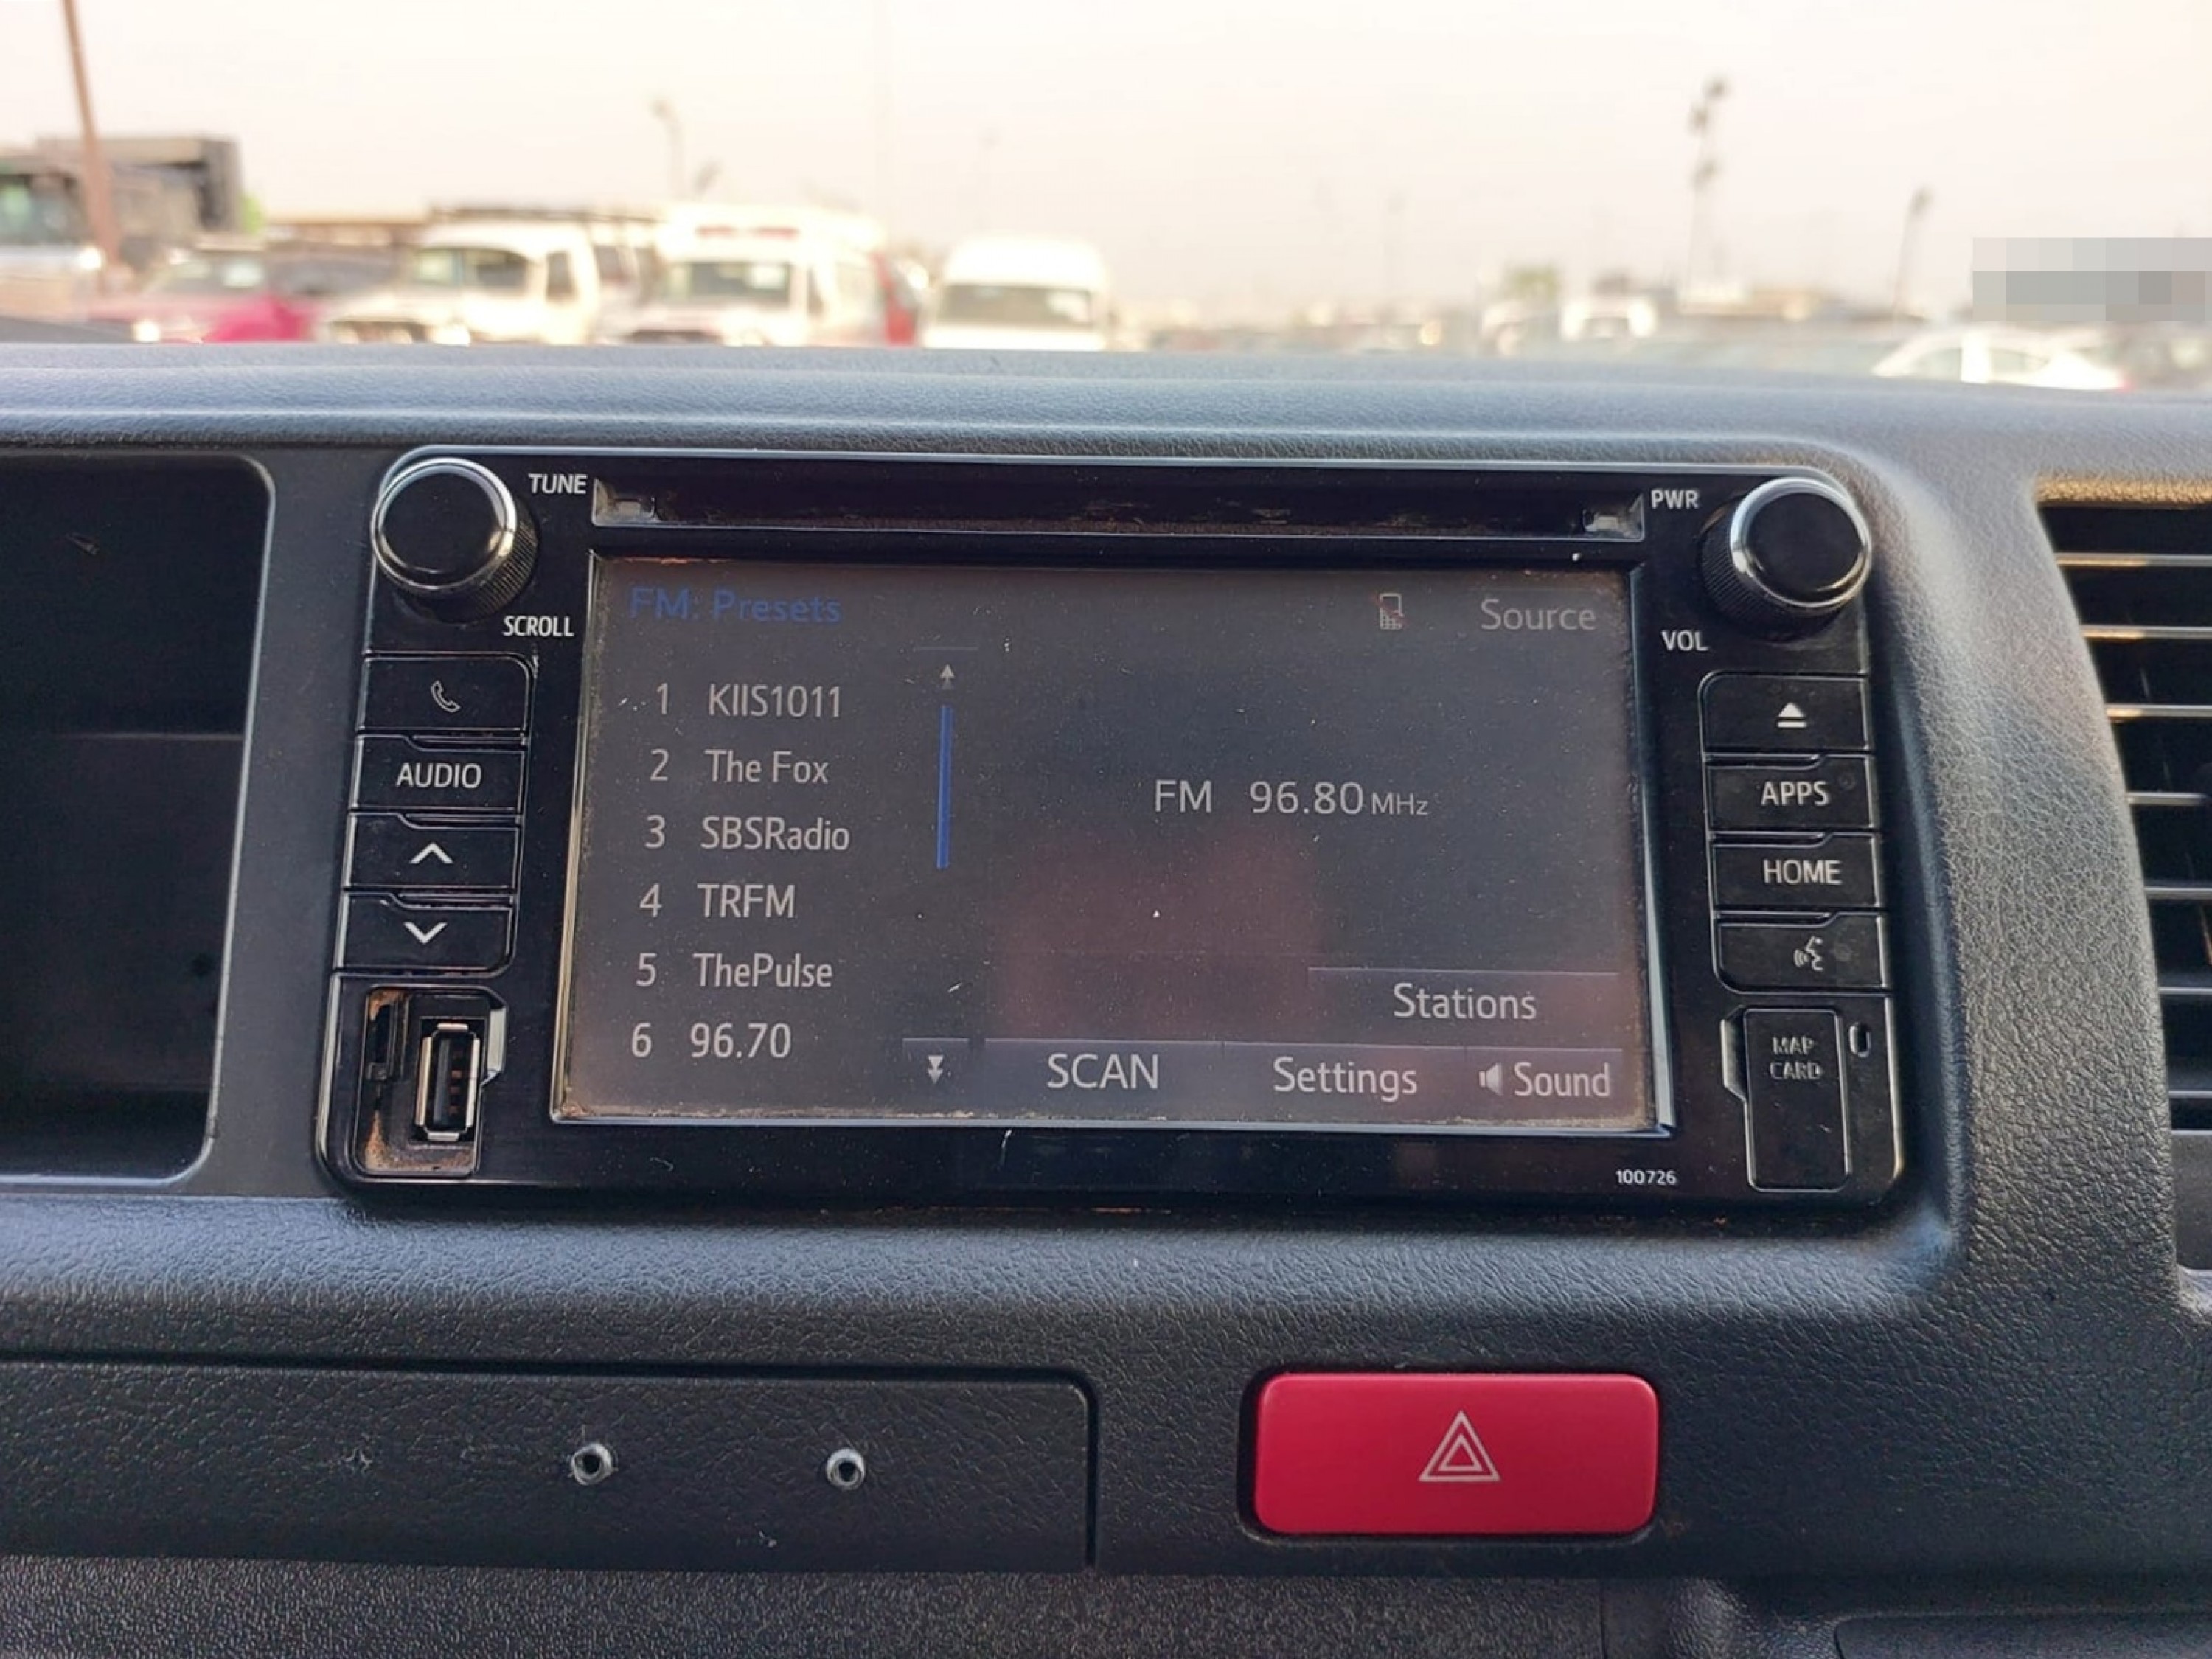 TUNE
PWR
SCROLL
VOL
FM: Presets
Source
1 KIIS1011
2 The Fox
3 SBSRadio
4 TRFM
5 ThePulse
6 96.70
FM 96.80 MHz
Stations
SCAN
Settings
Sound
AUDIO
APPS
HOME
MAP
CARD
100726